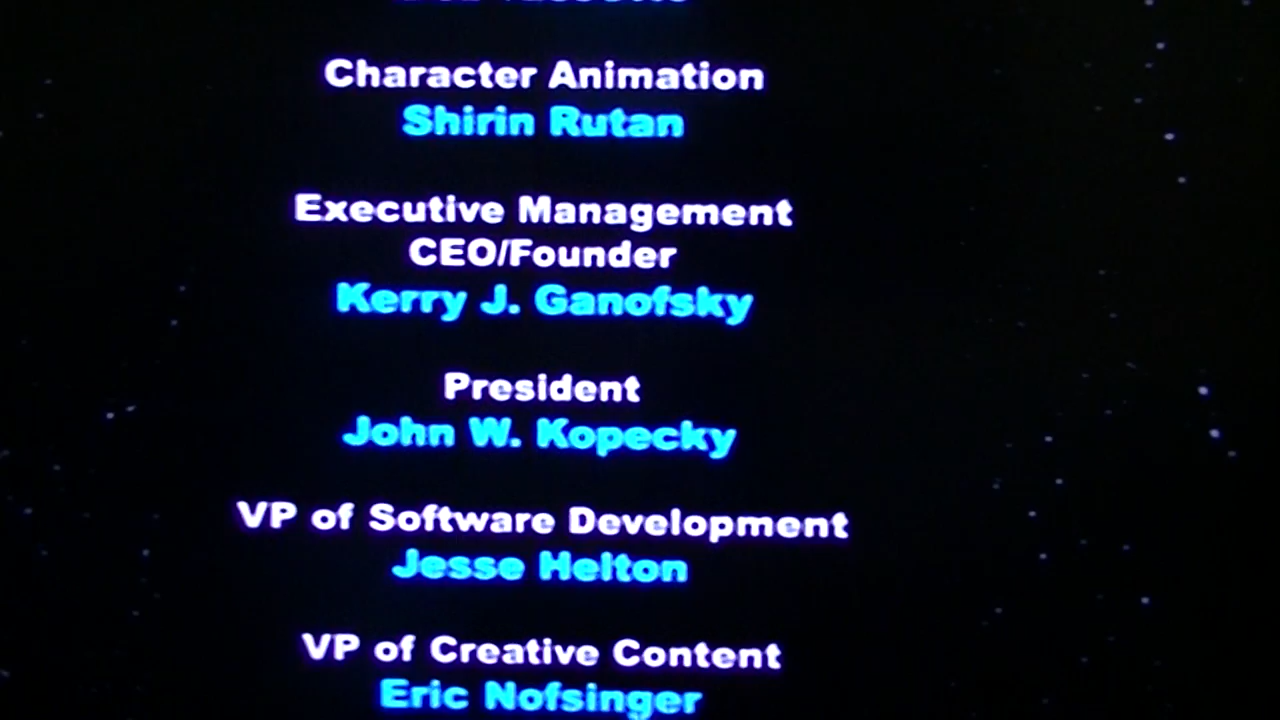 Character Animation
Shirin Rutan
Executive Management
CEO/Founder
Kerry J. Ganofsky
President
John W. Kopecky
VP of Software Development
Jesse Helton
VP of Creative Content
Eric Nofsinger